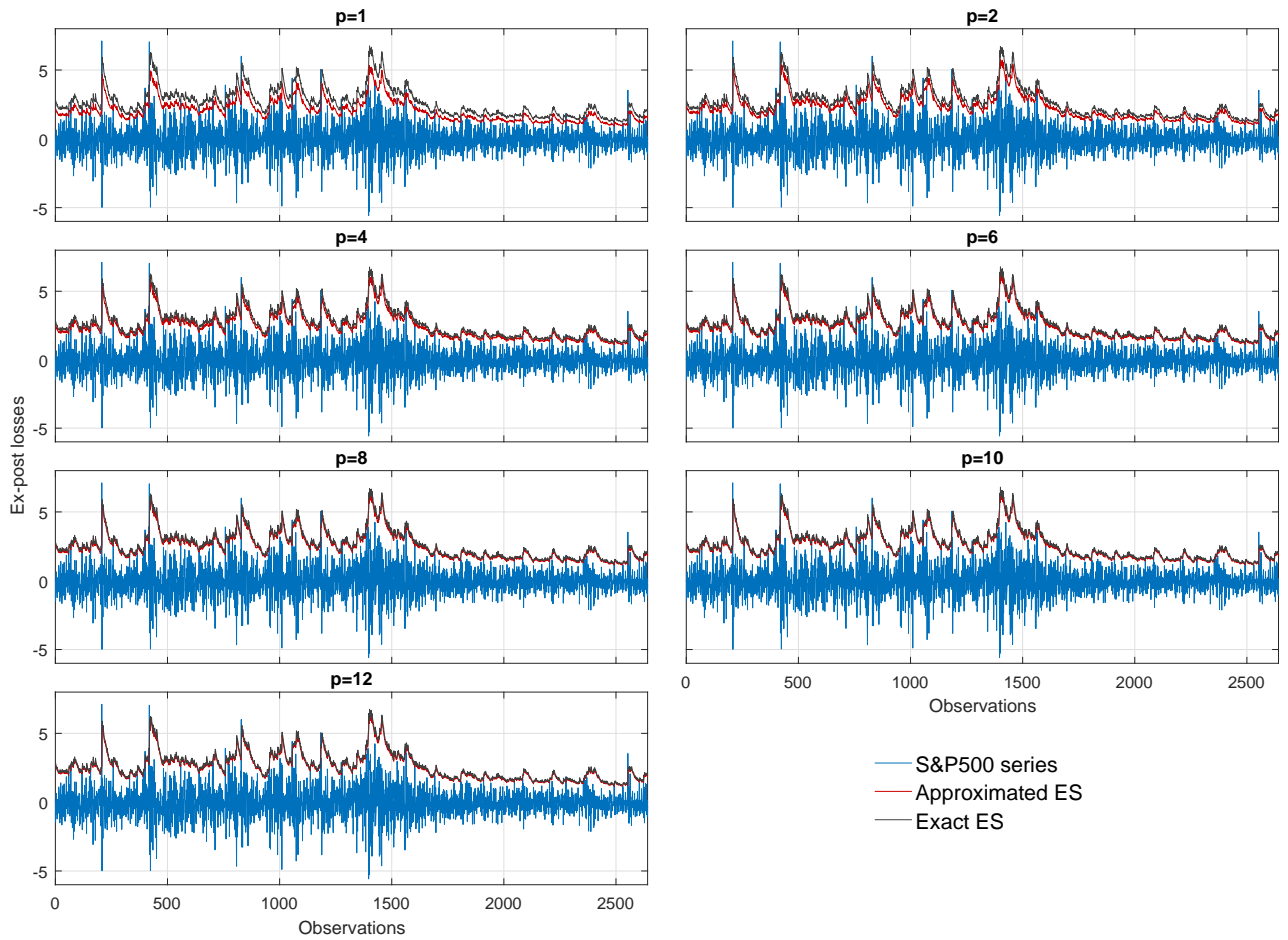 p=1
5
0
-5
p=2
p=4
5
0
-5
p=6
Ex-post losses
p=8
5
0
-5
p=10
0 500 1000 1500 2000 2500
Observations
p=12
5
0
-5
0 500 1000 1500 2000 2500
Observations
S&P500 series
Approximated ES
Exact ES